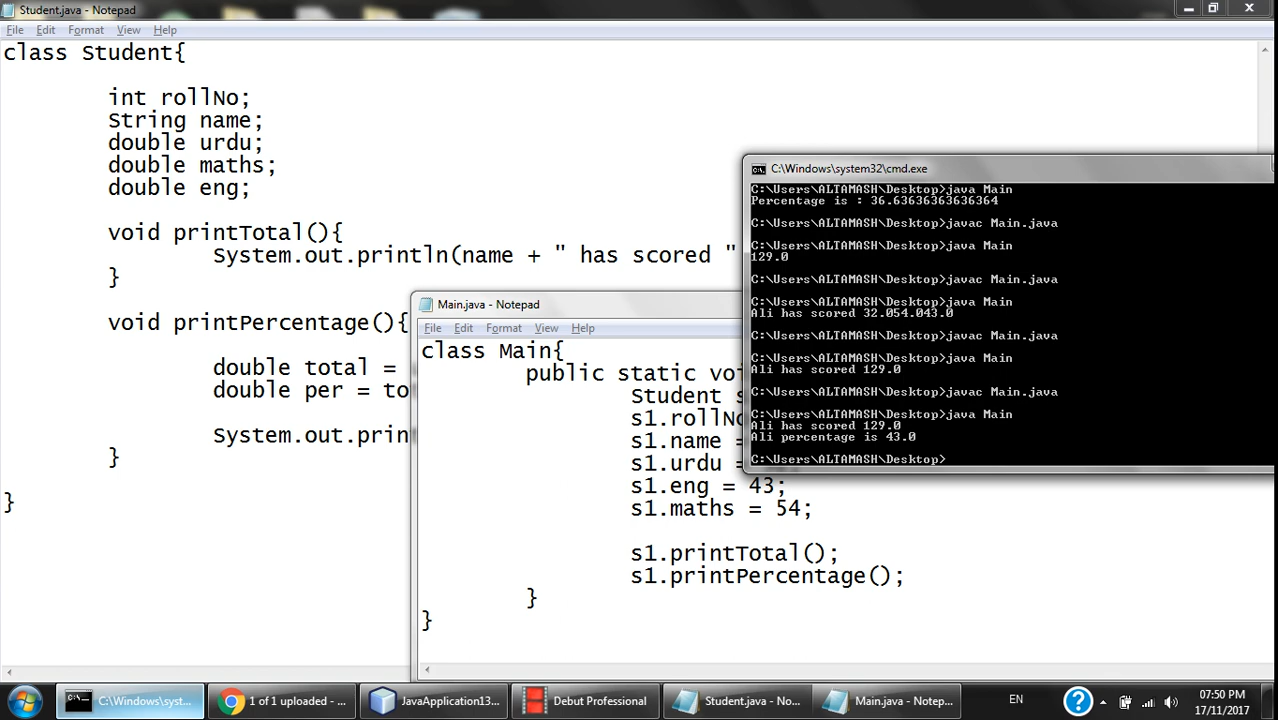 Student.java - Notepad
File Edit Format View Help
class Student{
int rollNo;
String name;
double urdu;
double maths;
double eng;
void printTotal(){
System.out.println(name + " has scored "
}
void printPercentage(){
double total =
double per = to
System.out.prin
}
}
Main.java - Notepad
File Edit Format View Help
class Main{
public static voi
Student s
s1.rollNo
s1.name =
s1.urdu =
s1.eng = 43;
s1.maths = 54;
s1.printTotal();
s1.printPercentage();
}
}
C:\Windows\system32\cmd.exe
C:\Users\ALTAMASH\Desktop>java Main
Percentage is : 36.63636363636364
C:\Users\ALTAMASH\Desktop>javac Main.java
C:\Users\ALTAMASH\Desktop>java Main
129.0
C:\Users\ALTAMASH\Desktop>javac Main.java
C:\Users\ALTAMASH\Desktop>java Main
Ali has scored 32.054.043.0
C:\Users\ALTAMASH\Desktop>javac Main.java
C:\Users\ALTAMASH\Desktop>java Main
Ali has scored 129.0
C:\Users\ALTAMASH\Desktop>javac Main.java
C:\Users\ALTAMASH\Desktop>java Main
Ali has scored 129.0
Ali percentage is 43.0
C:\Users\ALTAMASH\Desktop>
C:\Windows\syst...
1 of 1 uploaded - ...
JavaApplication13...
Debut Professional
Student.java - No...
Main.java - Notep...
EN
07:50 PM
17/11/2017